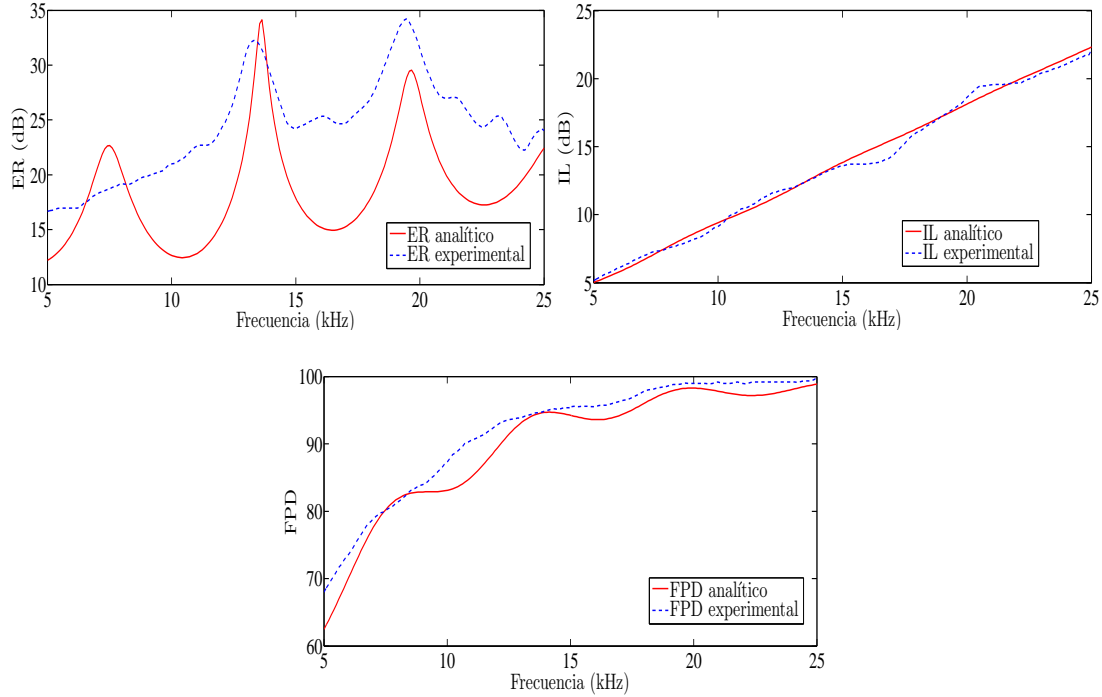 35
30
25
20
15
10
ER (dB)
ER analítico
ER experimental
5
10
15
20
25
Frecuencia (kHz)
25
20
15
10
5
IL (dB)
IL analítico
IL experimental
5
10
15
20
25
Frecuencia (kHz)
100
90
80
70
60
FPD
FPD analítico
FPD experimental
5
10
15
20
25
Frecuencia (kHz)